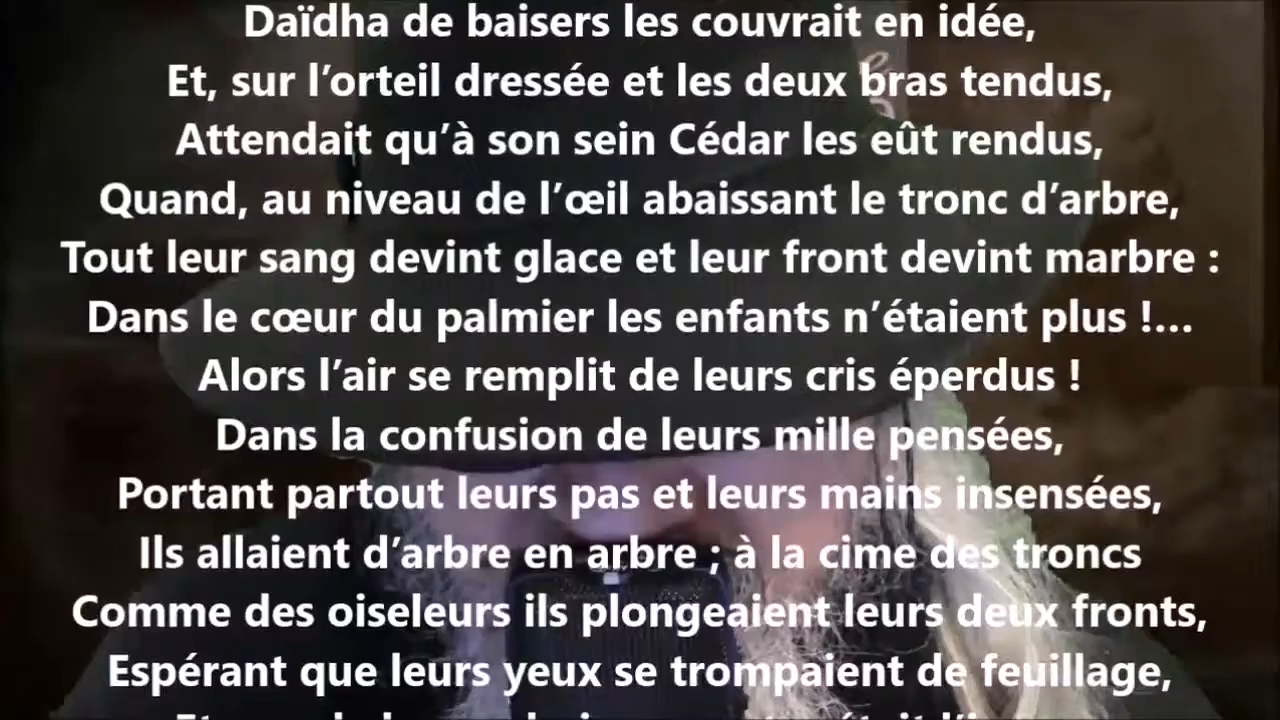 Daïdha de baisers les couvrait en idée,
Et, sur l’orteil dressée et les deux bras tendus,
Attendait qu’à son sein Cédar les eût rendus,
Quand, au niveau de l’œil abaissant le tronc d’arbre,
Tout leur sang devint glace et leur front devint marbre :
Dans le cœur du palmier les enfants n’étaient plus !…
Alors l’air se remplit de leurs cris éperdus !
Dans la confusion de leurs mille pensées,
Portant partout leurs pas et leurs mains insensées,
Ils allaient d’arbre en arbre ; à la cime des troncs
Comme des oiseleurs ils plongeaient leurs deux fronts,
Espérant que leurs yeux se trompaient de feuillage,